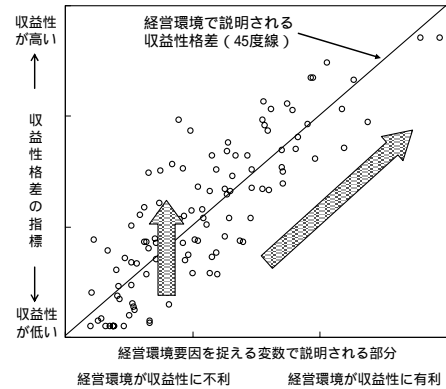 収益性
が高い
経営環境で説明される
収益性格差（45度線）
収益性格差の指標
収益性
が低い
経営環境要因を捉える変数で説明される部分
経営環境が収益性に不利
経営環境が収益性に有利